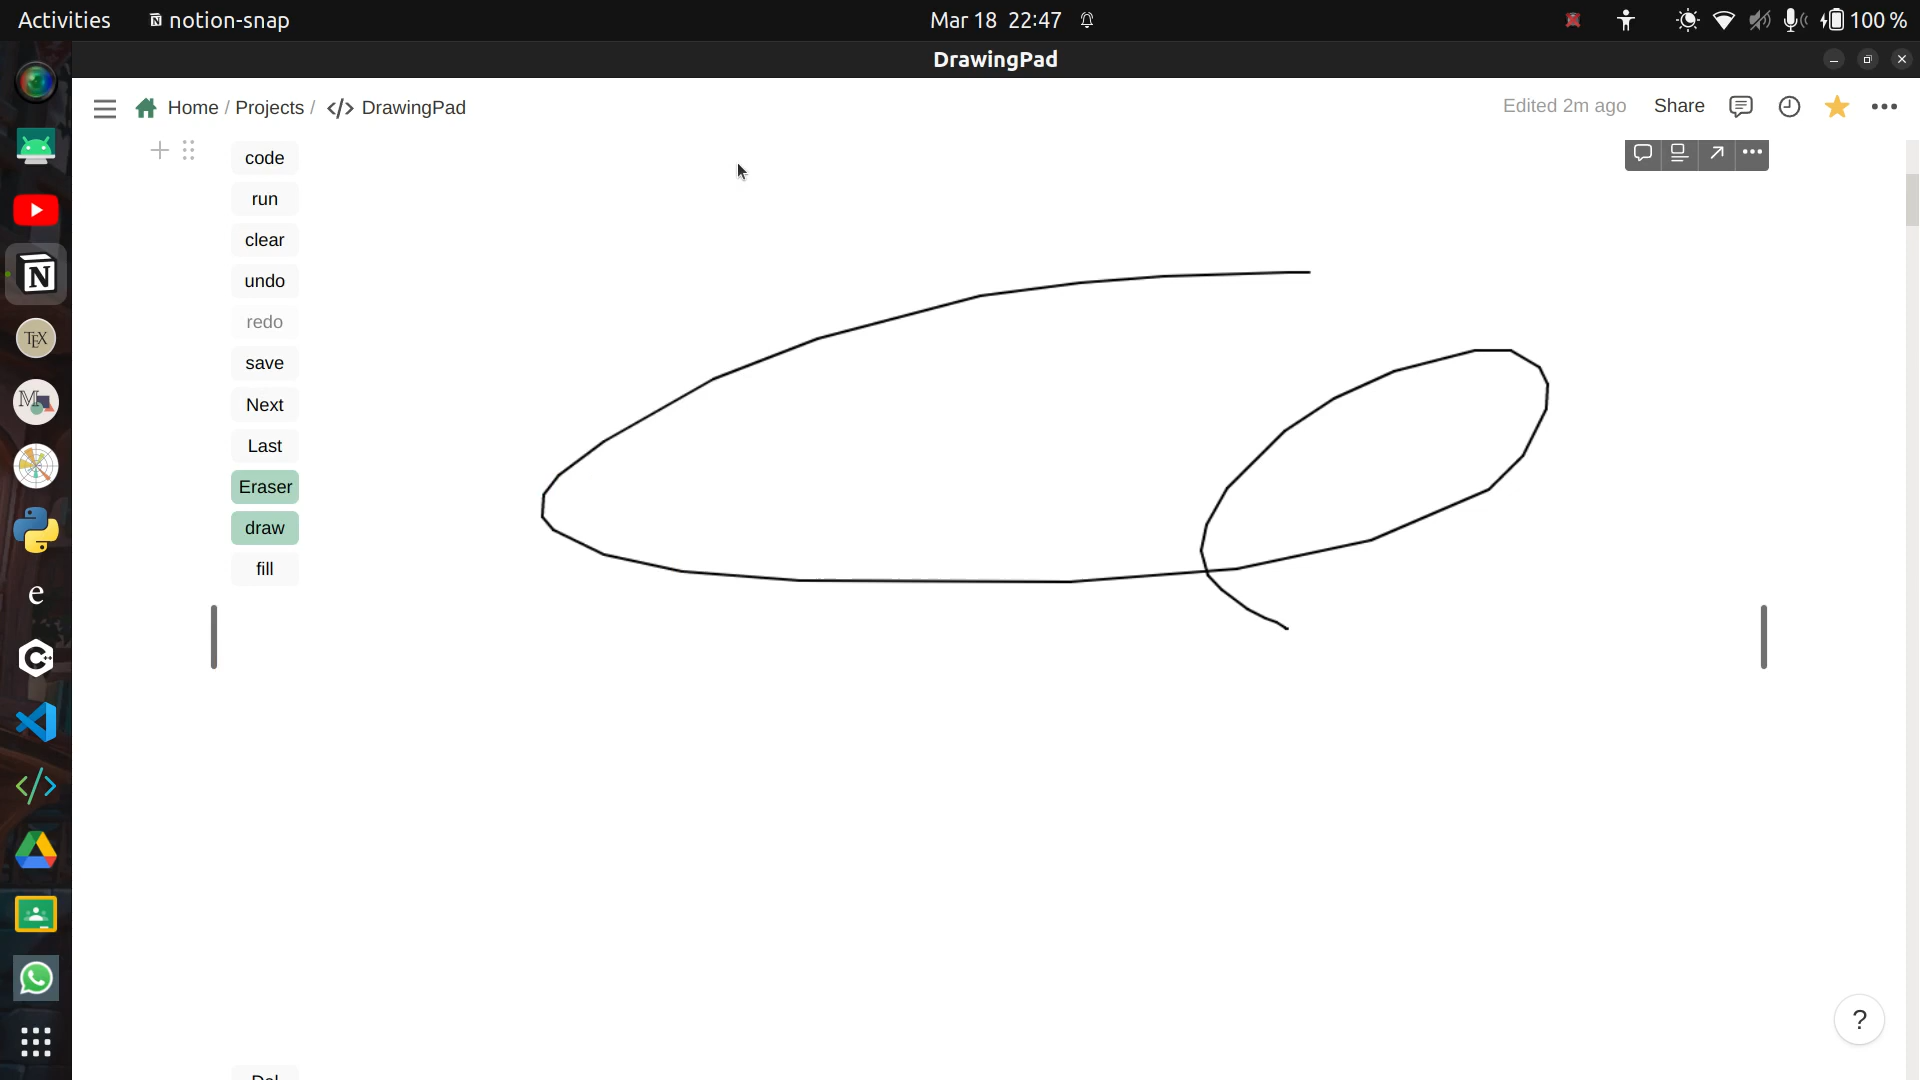 Activities notion-snap Mar 18 22:47 100 %
DrawingPad
Home / Projects / </> DrawingPad Edited 2m ago Share
code
run
clear
undo
redo
save
Next
Last
Eraser
draw
fill
N
TEX
M
e
C++
?